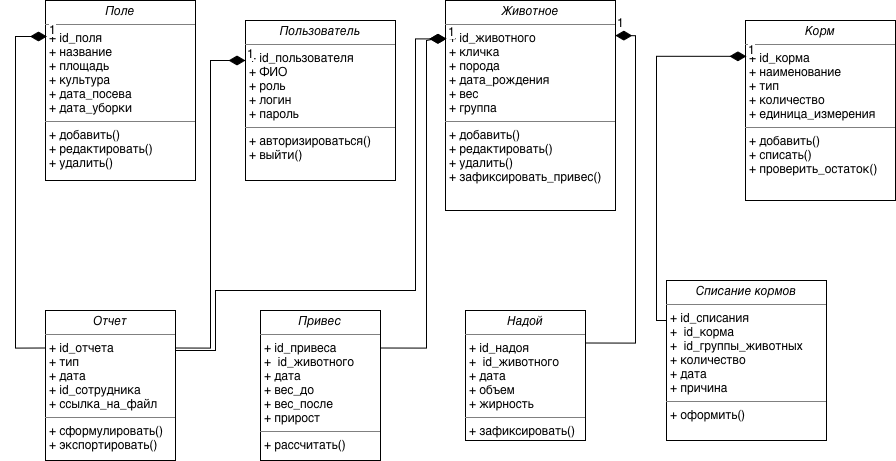 Поле
1
+ id_поля
+ название
+ площадь
+ культура
+ дата_посева
+ дата_уборки
+ добавить()
+ редактировать()
+ удалить()
Пользователь
1
+ id_пользователя
+ ФИО
+ роль
+ логин
+ пароль
+ авторизироваться()
+ выйти()
Животное
1
1
+ id_животного
+ кличка
+ порода
+ дата_рождения
+ вес
+ группа
+ добавить()
+ редактировать()
+ удалить()
+ зафиксировать_привес()
Корм
1
+ id_корма
+ наименование
+ тип
+ количество
+ единица_измерения
+ добавить()
+ списать()
+ проверить_остаток()
Отчет
+ id_отчета
+ тип
+ дата
+ id_сотрудника
+ ссылка_на_файл
+ сформулировать()
+ экспортировать()
Привес
+ id_привеса
+ id_животного
+ дата
+ вес_до
+ вес_после
+ прирост
+ рассчитать()
Надой
+ id_надоя
+ id_животного
+ дата
+ объем
+ жирность
+ зафиксировать()
Списание кормов
+ id_списания
+ id_корма
+ id_группы_животных
+ количество
+ дата
+ причина
+ оформить()